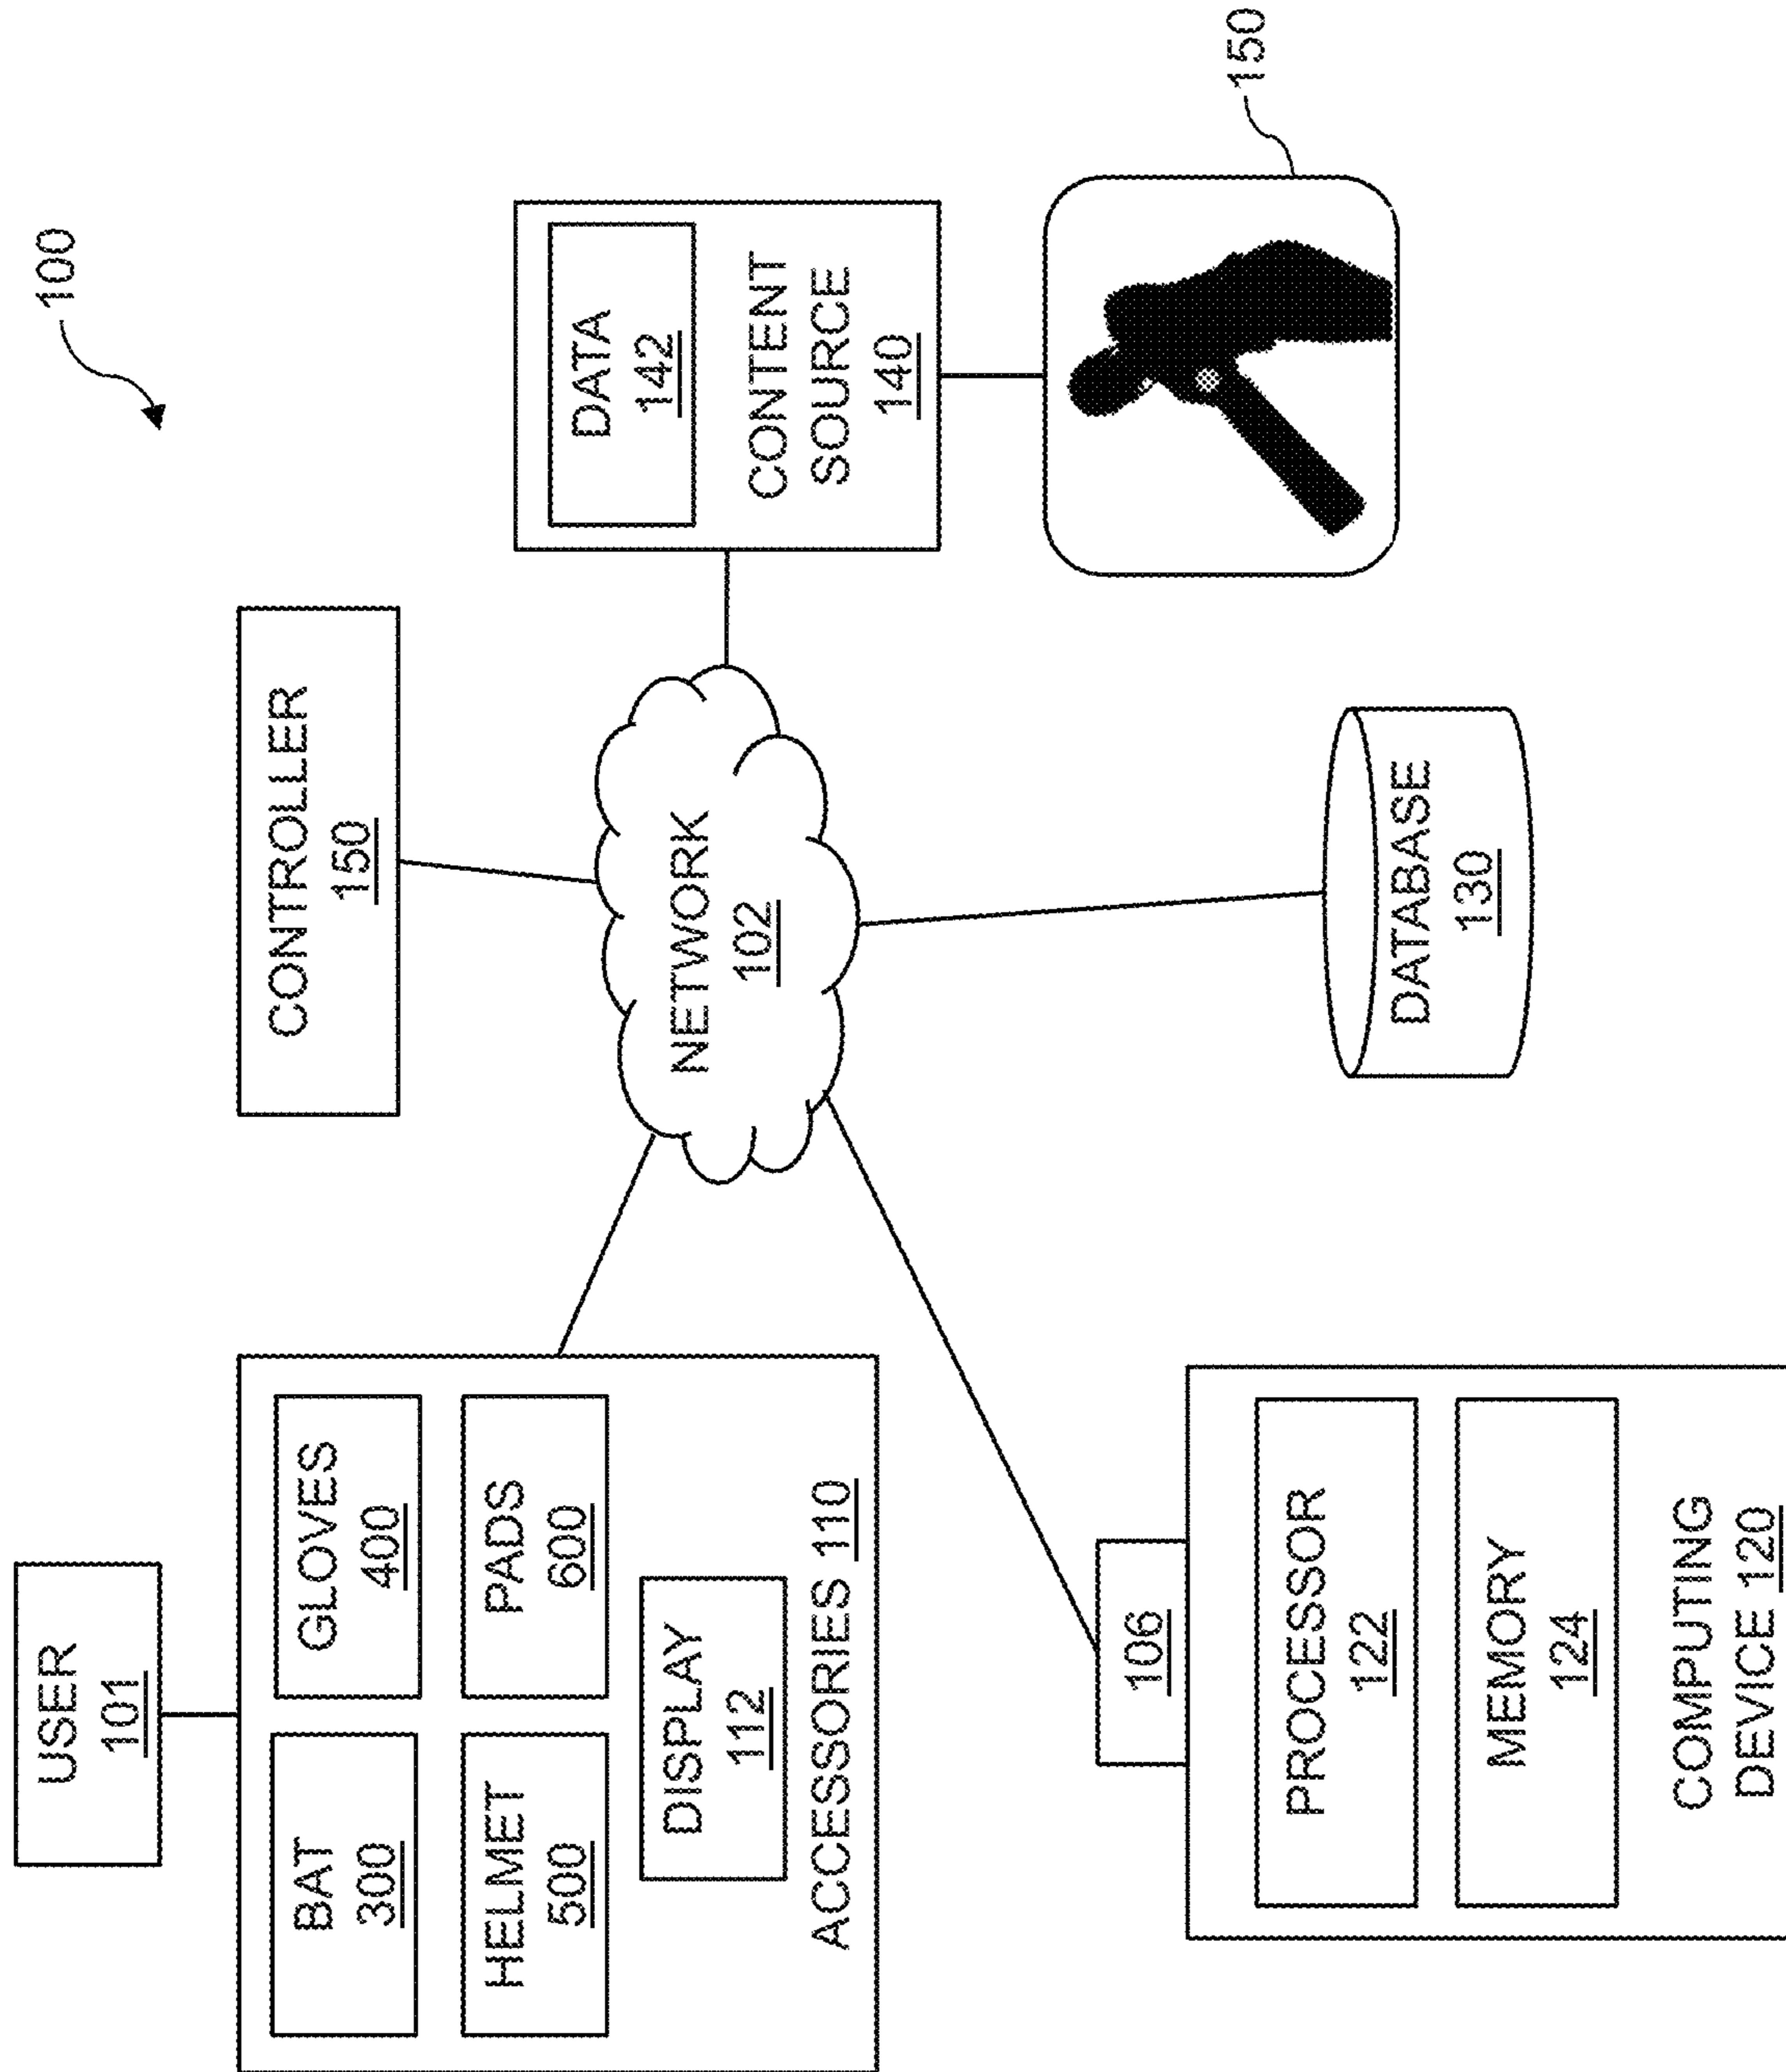 100
USER
101
BAT
300
GLOVES
400
HELMET
500
PADS
600
DISPLAY
112
ACCESSORIES 110
CONTROLLER
150
NETWORK
102
DATA
142
CONTENT
SOURCE
140
150
106
PROCESSOR
122
MEMORY
124
COMPUTING
DEVICE 120
DATABASE
130